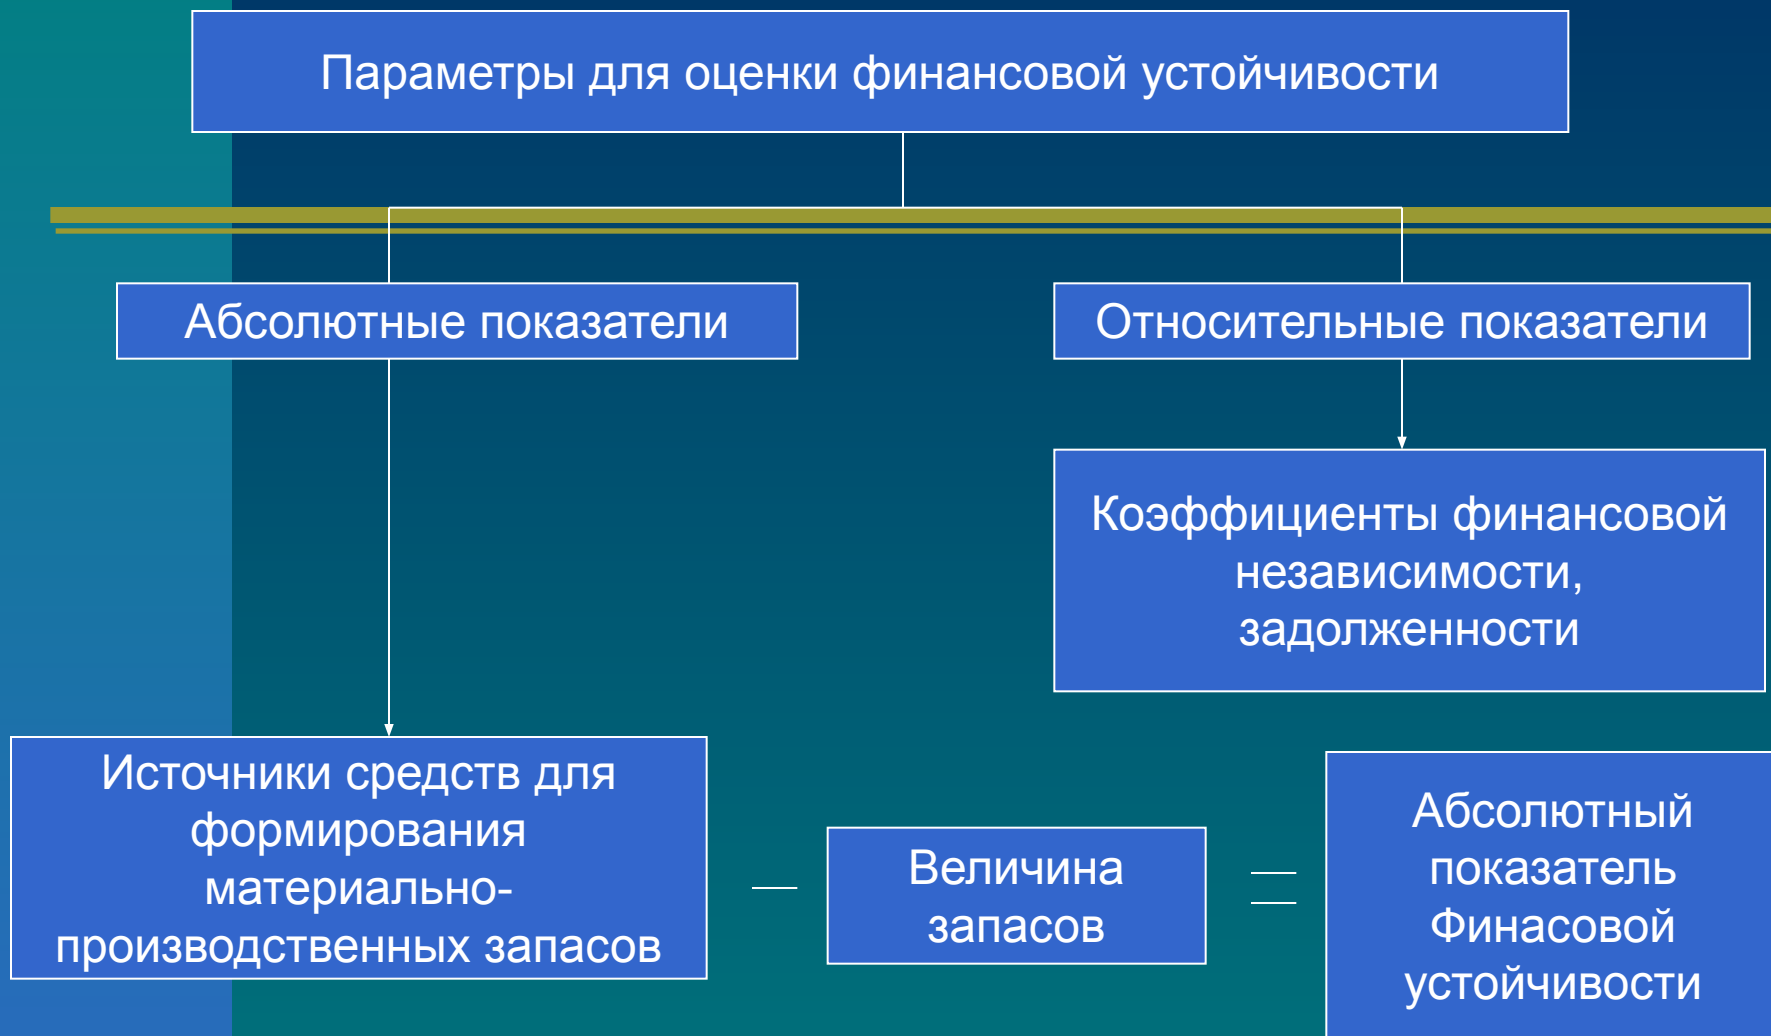 Параметры для оценки финансовой устойчивости
Абсолютные показатели
Относительные показатели
Коэффициенты финансовой
независимости,
задолженности
Источники средств для
формирования
материально-
производственных запасов
—
Величина
запасов
=
Абсолютный
показатель
Финасовой
устойчивости